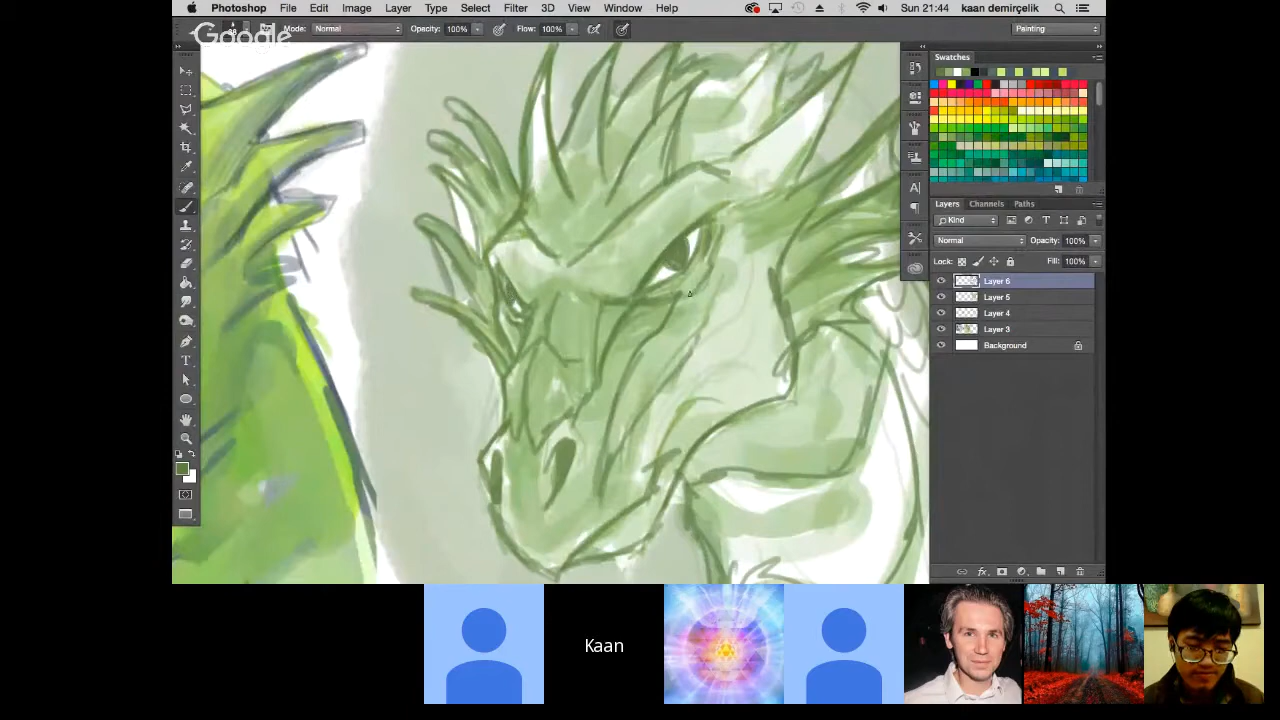 Photoshop File Edit Image Layer Type Select Filter 3D View Window Help Sun 21:44 kaan demirçelik
Google
Mode: Normal Opacity: 100% Flow: 100% Painting
Swatches
Layers Channels Paths
Kind
Normal Opacity: 100%
Lock: Fill: 100%
Layer 6
Layer 5
Layer 4
Layer 3
Background
Kaan